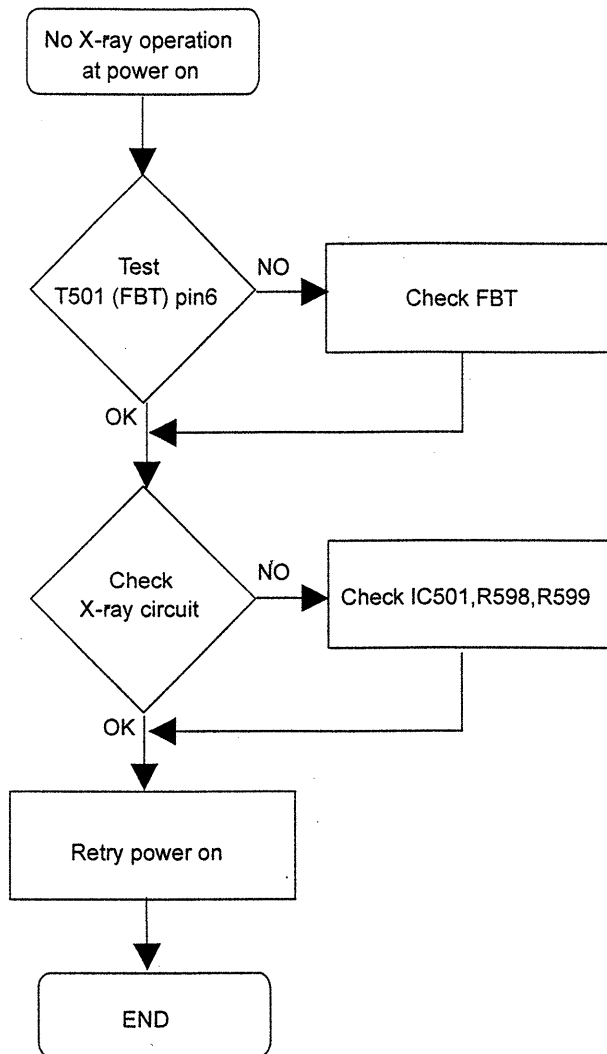 No X-ray operation
at power on
Test
T501 (FBT) pin6
NO
Check FBT
OK
Check
X-ray circuit
NO
Check IC501,R598,R599
OK
Retry power on
END